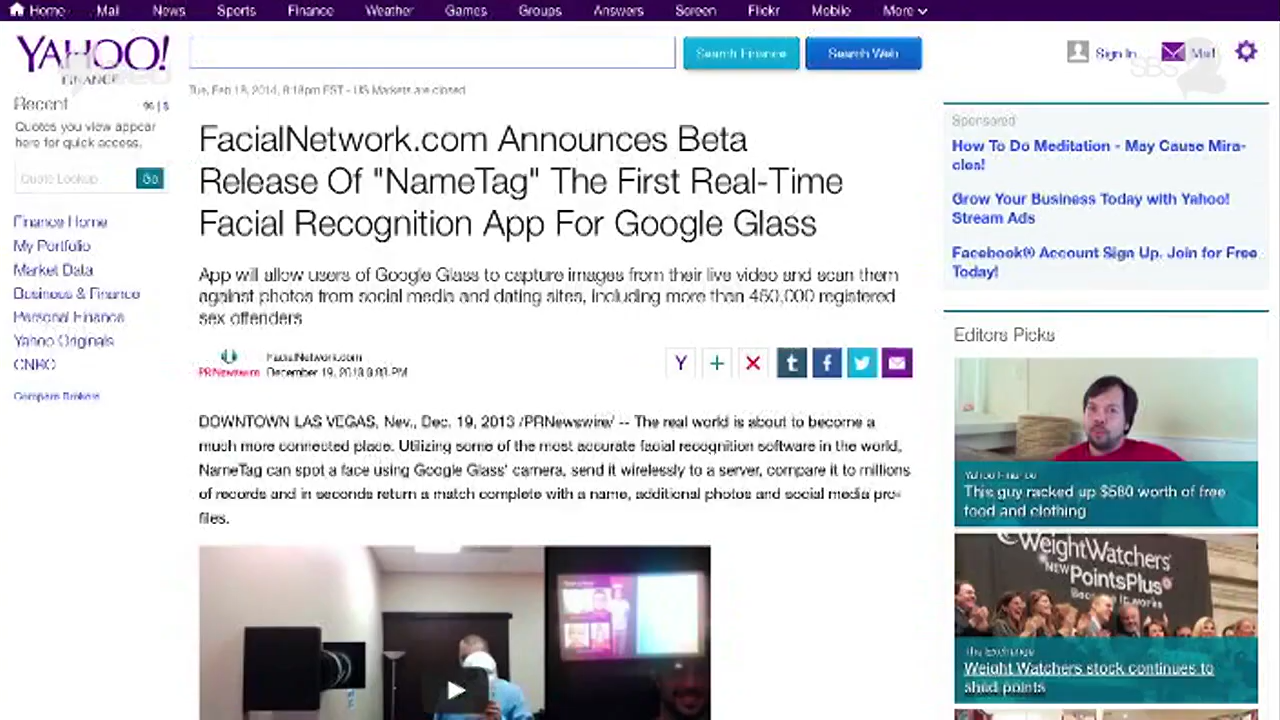 Home Mail News Sports Finance Weather Games Groups Answers Screen Flickr Mobile More
YAHOO!
FINANCE
Search Finance
Search Web
Sign In
Mail
SBS 2
Tue, Feb 18, 2014, 8:18pm EST - US Markets are closed
Recent
Quotes you view appear
here for quick access.
Quote Lookup
Go
Finance Home
My Portfolio
Market Data
Business & Finance
Personal Finance
Yahoo Originals
CNBC
Compare Brokers
FacialNetwork.com Announces Beta
Release Of "NameTag" The First Real-Time
Facial Recognition App For Google Glass
App will allow users of Google Glass to capture images from their live video and scan them
against photos from social media and dating sites, including more than 450,000 registered
sex offenders
PRNewswire
FacialNetwork.com
December 19, 2013
DOWNTOWN LAS VEGAS, Nev., Dec. 19, 2013 /PRNewswire/ -- The real world is about to become a
much more connected place. Utilizing some of the most accurate facial recognition software in the world,
NameTag can spot a face using Google Glass' camera, send it wirelessly to a server, compare it to millions
of records and in seconds return a match complete with a name, additional photos and social media pro-
files.
Sponsored
How To Do Meditation - May Cause Mira-
cles!
Grow Your Business Today with Yahoo!
Stream Ads
Facebook® Account Sign Up. Join for Free
Today!
Editors Picks
Yahoo Finance
This guy racked up $580 worth of free
food and clothing
WeightWatchers
NEW PointsPlus
Because it works
The Exchange
Weight Watchers stock continues to
shed points